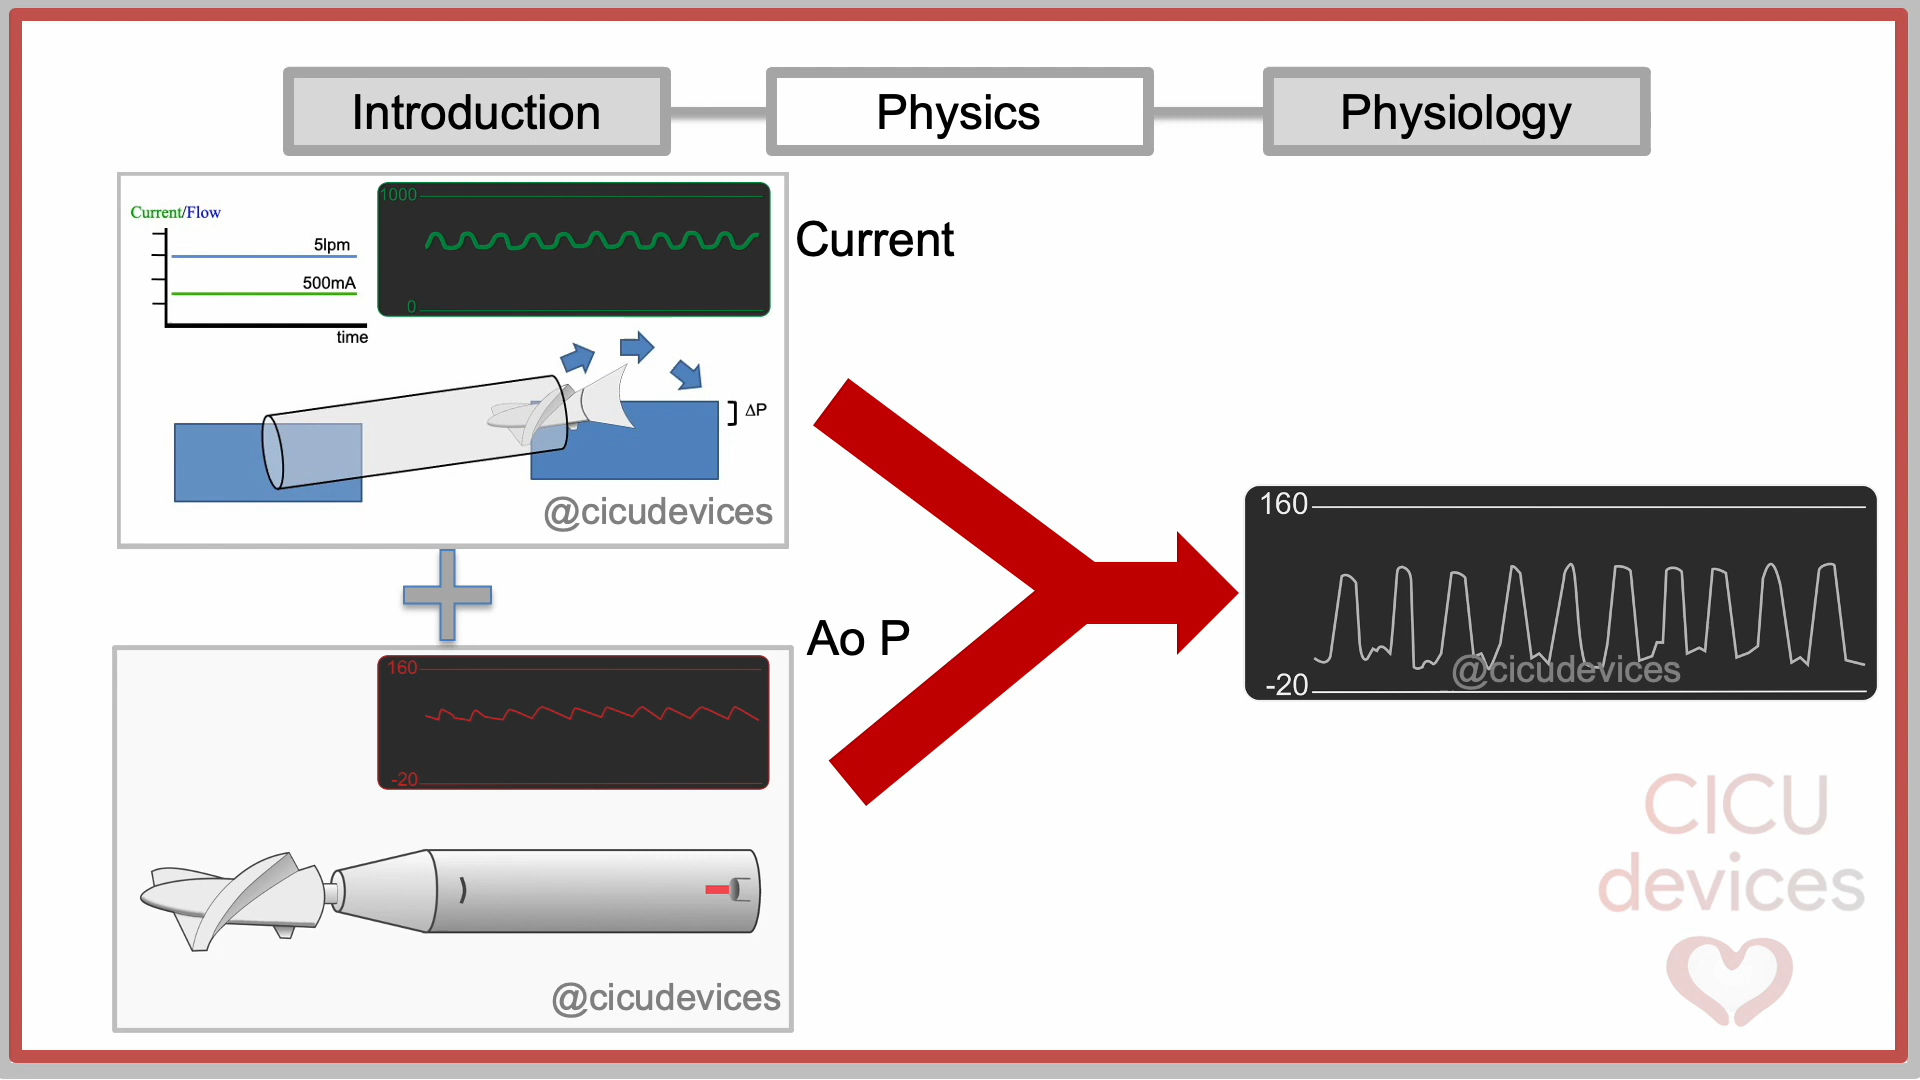 Introduction
Physics
Physiology
Current/Flow
5lpm
500mA
time
1000
0
Current
ΔP
@cicudevices
160
-20
Ao P
@cicudevices
160
-20
@cicudevices
CICU
devices